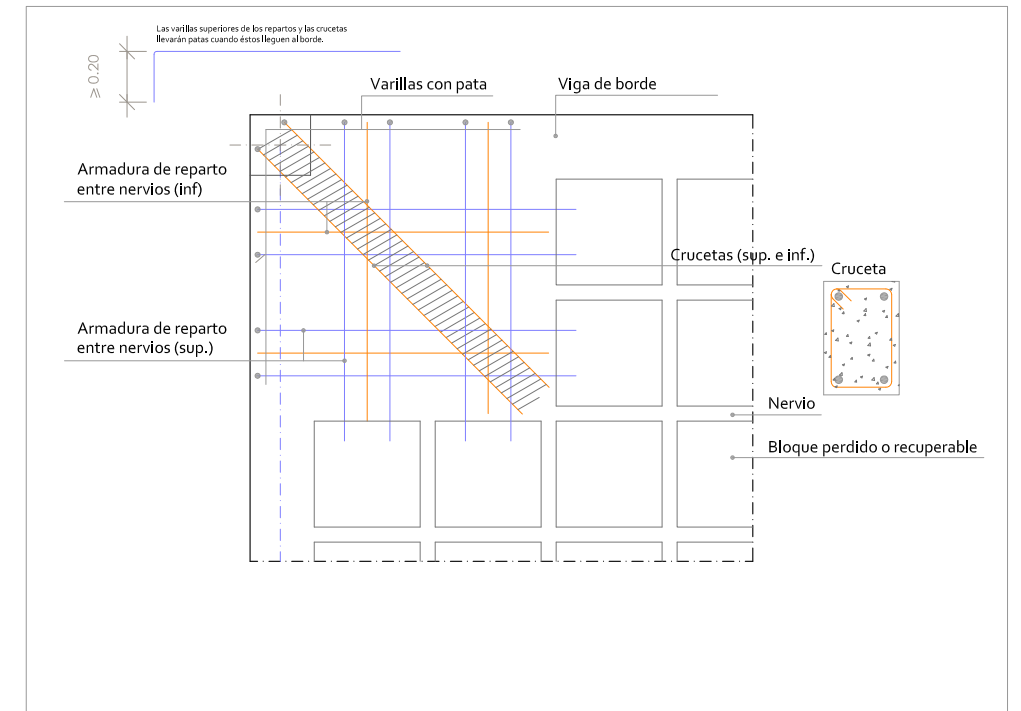 Las varillas superiores de los repartos y las crucetas
llevarán patas cuando éstos lleguen al borde.
≥ 0.20
Varillas con pata
Viga de borde
Armadura de reparto
entre nervios (inf)
Crucetas (sup. e inf.)
Cruceta
Armadura de reparto
entre nervios (sup.)
Nervio
Bloque perdido o recuperable